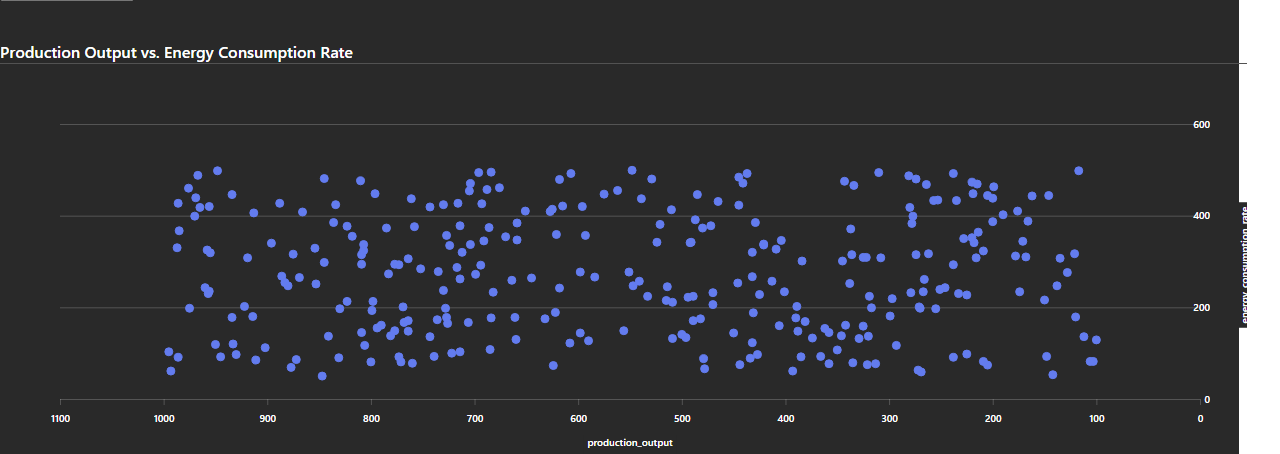 Production Output vs. Energy Consumption Rate
600
400
200
0
energy_consumption_rate
1100 1000 900 800 700 600 500 400 300 200 100 0
production_output